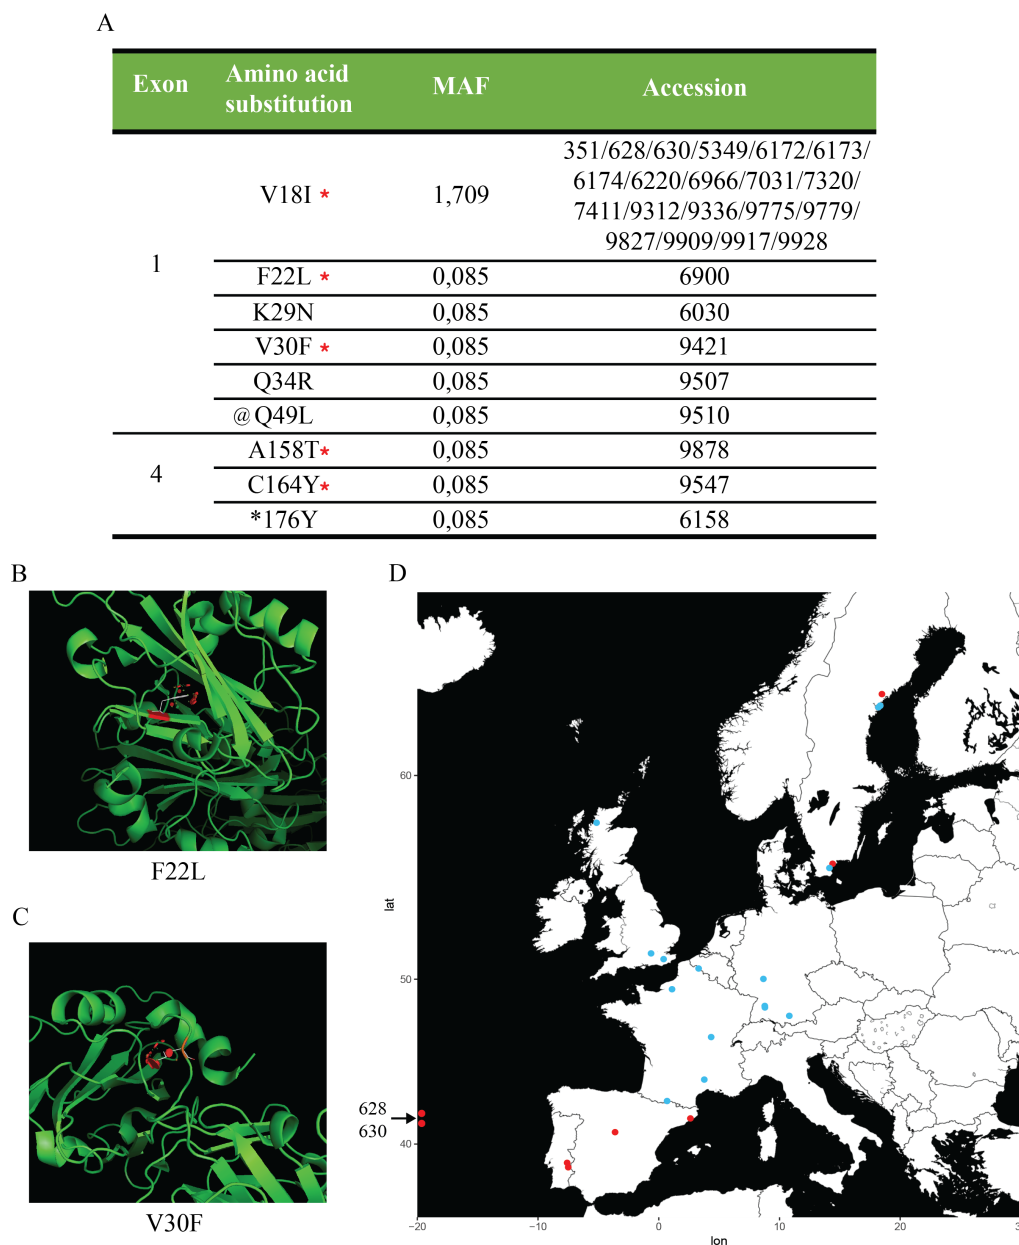 A
Exon
Amino acid
substitution
MAF
Accession
1
V18I *
1,709
351/628/630/5349/6172/6173/
6174/6220/6966/7031/7320/
7411/9312/9336/9775/9779/
9827/9909/9917/9928
F22L *
0,085
6900
K29N
0,085
6030
V30F *
0,085
9421
Q34R
0,085
9507
@Q49L
0,085
9510
4
A158T*
0,085
9878
C164Y*
0,085
9547
*176Y
0,085
6158
B
F22L
C
V30F
D
lat
60
50
40
628
630
−20
−10
0
10
20
3
lon